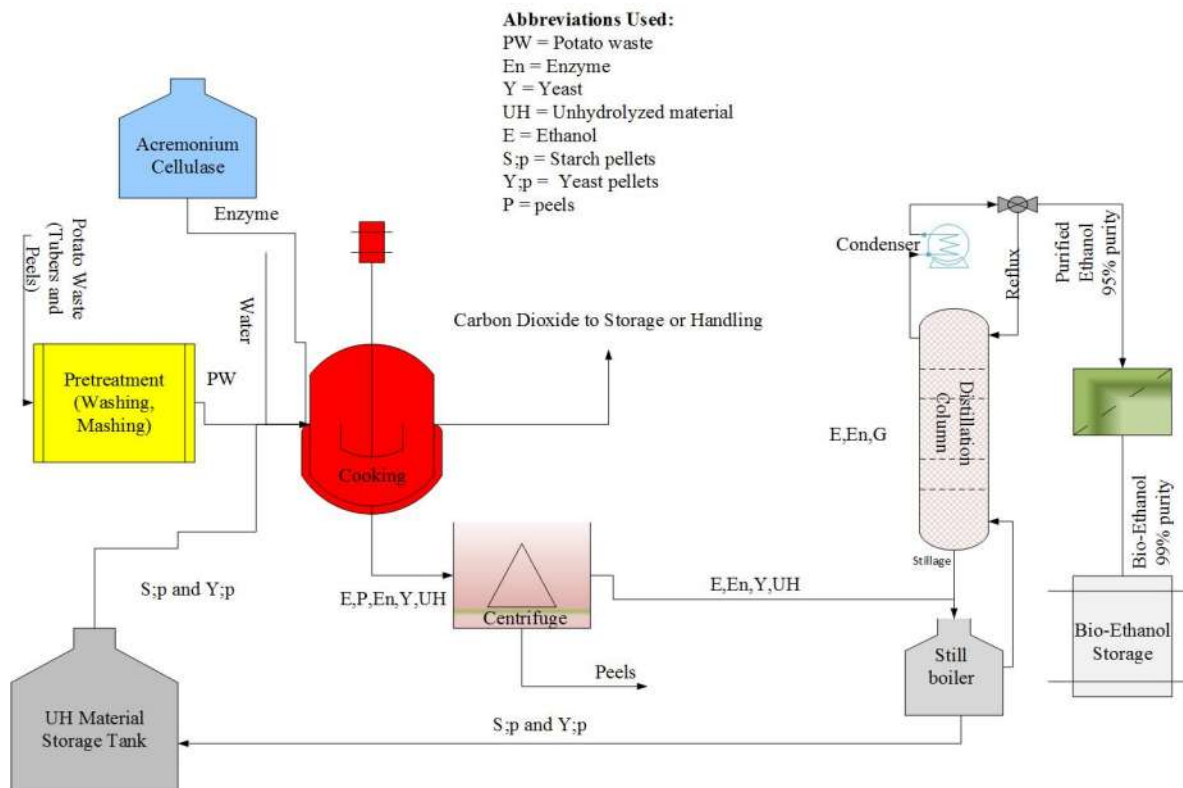 Abbreviations Used:
PW = Potato waste
En = Enzyme
Y = Yeast
UH = Unhydrolyzed material
E = Ethanol
S;p = Starch pellets
Y;p = Yeast pellets
P = peels
Acremonium
Cellulase
Enzyme
Potato Waste
(Tubers and
Peels)
Water
Pretreatment
(Washing,
Mashing)
PW
Cooking
Carbon Dioxide to Storage or Handling
Condenser
Reflux
Purified
Ethanol
95% purity
Distillation
Column
E,En,G
Bio-Ethanol
99% purity
Stillage
S;p and Y;p
E,P,En,Y,UH
Centrifuge
E,En,Y,UH
Peels
Still
boiler
Bio-Ethanol
Storage
UH Material
Storage Tank
S;p and Y;p